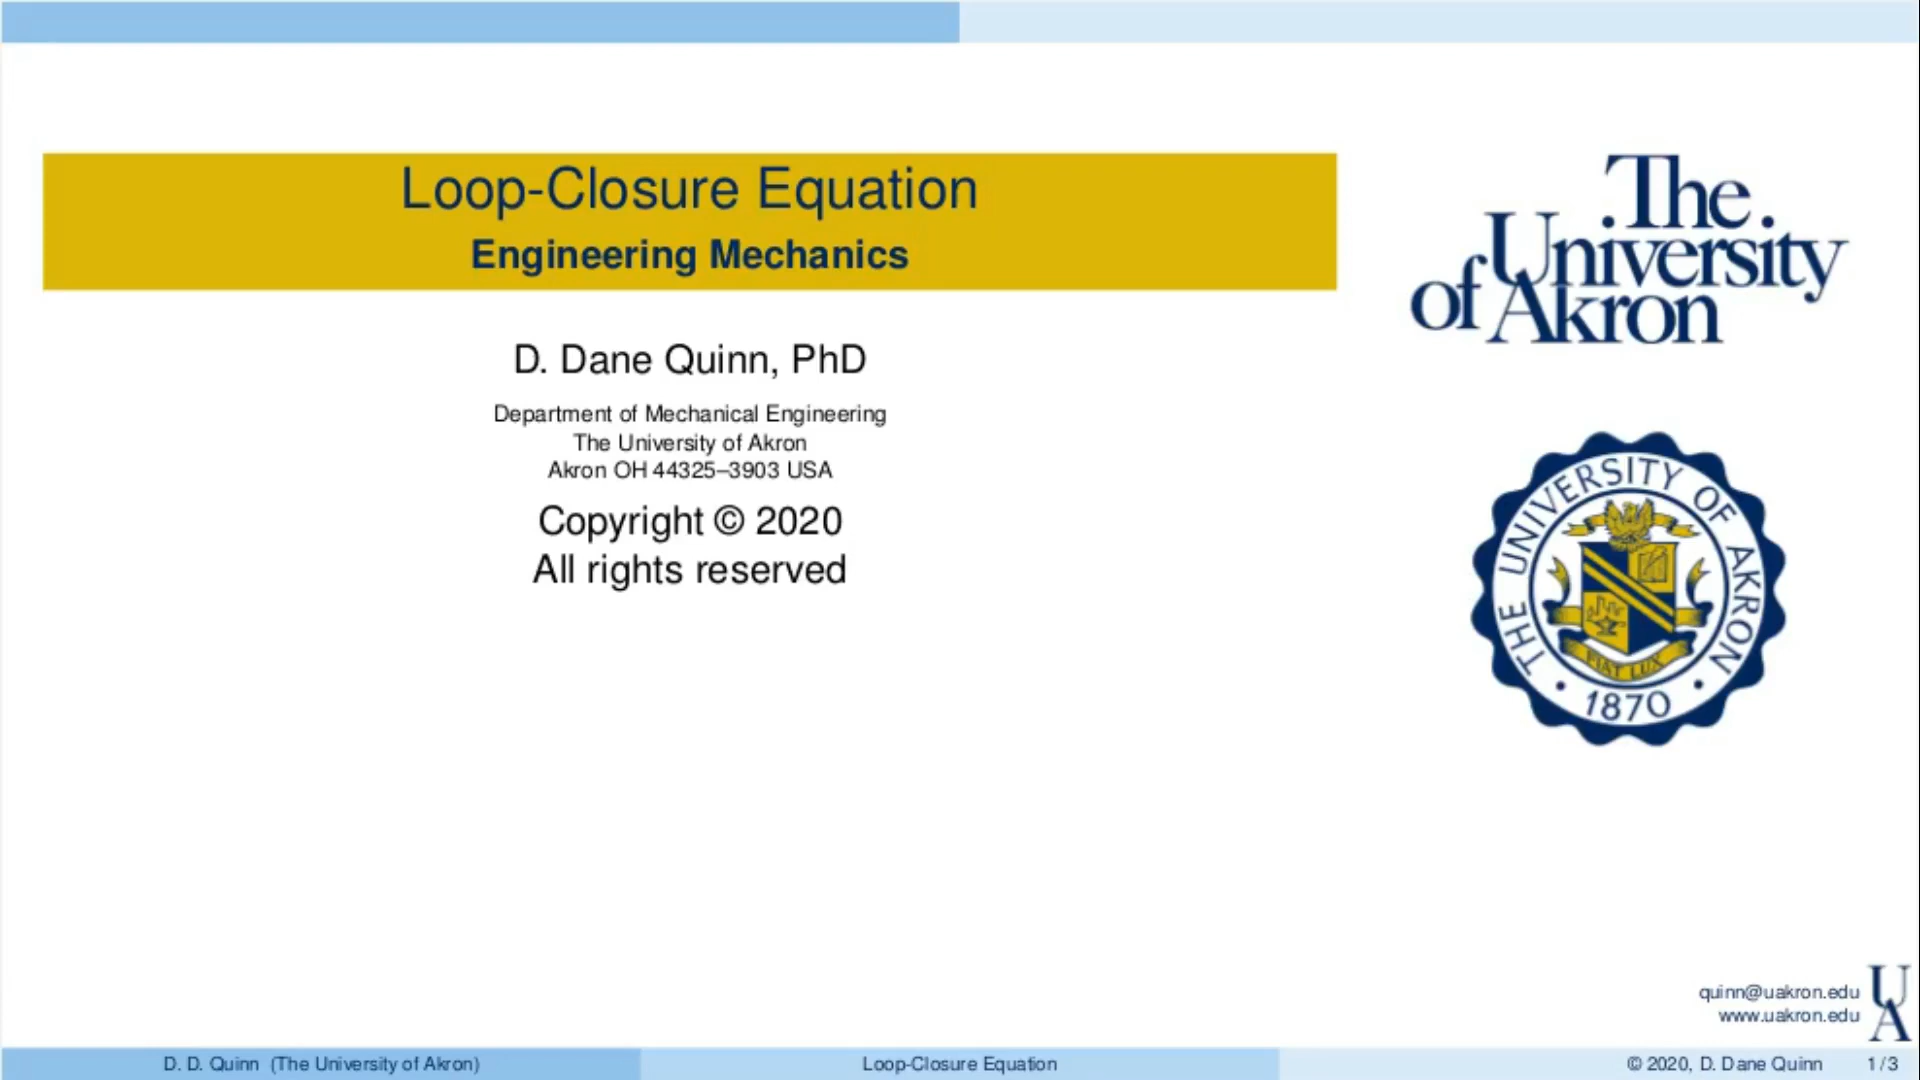 Loop-Closure Equation
Engineering Mechanics
D. Dane Quinn, PhD
Department of Mechanical Engineering
The University of Akron
Akron OH 44325–3903 USA
Copyright © 2020
All rights reserved
The
University
of Akron
THE UNIVERSITY OF AKRON
FIAT LUX
• 1870 •
quinn@uakron.edu
www.uakron.edu
UA
D. D. Quinn (The University of Akron)
Loop-Closure Equation
© 2020, D. Dane Quinn 1 / 3